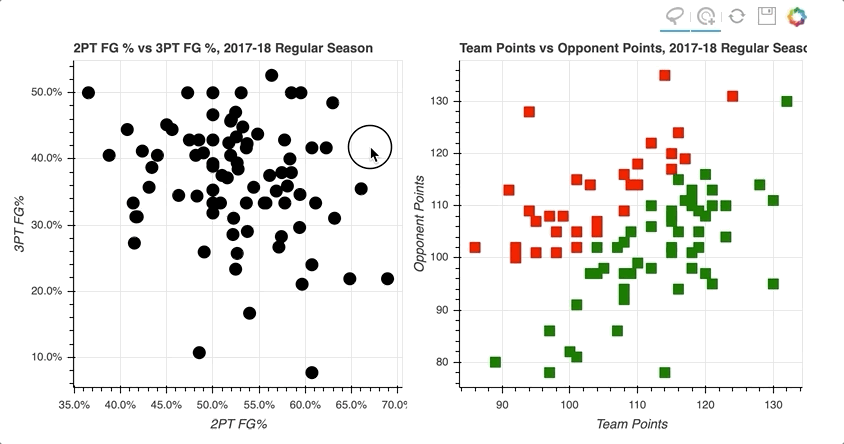 2PT FG % vs 3PT FG %, 2017-18 Regular Season
50.0%
40.0%
30.0%
20.0%
10.0%
3PT FG%
35.0% 40.0% 45.0% 50.0% 55.0% 60.0% 65.0% 70.0%
2PT FG%
Team Points vs Opponent Points, 2017-18 Regular Seas
130
120
110
100
90
80
Opponent Points
90 100 110 120 130
Team Points